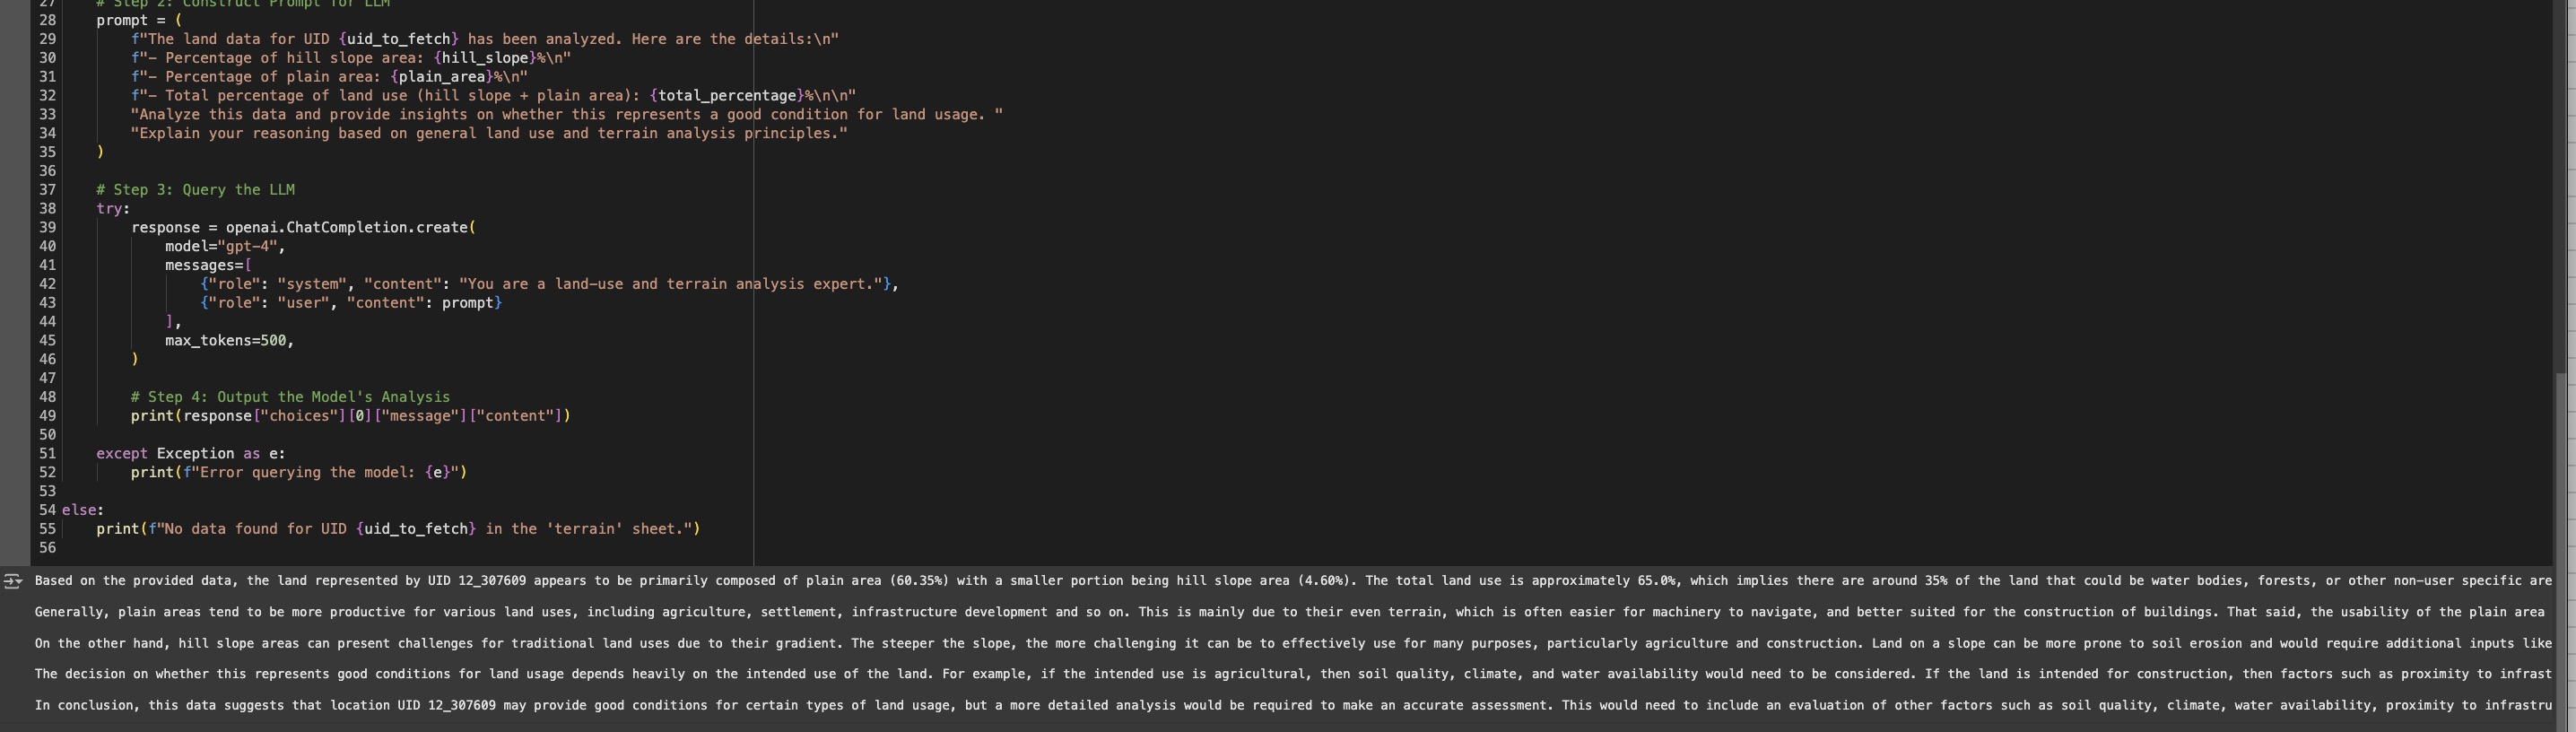 27 # Step 2: Construct Prompt for LLM
28 prompt = (
29 f"The land data for UID {uid_to_fetch} has been analyzed. Here are the details:\n"
30 f"- Percentage of hill slope area: {hill_slope}%\n"
31 f"- Percentage of plain area: {plain_area}%\n"
32 f"- Total percentage of land use (hill slope + plain area): {total_percentage}%\n\n"
33 "Analyze this data and provide insights on whether this represents a good condition for land usage. "
34 "Explain your reasoning based on general land use and terrain analysis principles."
35 )
36
37 # Step 3: Query the LLM
38 try:
39 response = openai.ChatCompletion.create(
40 model="gpt-4",
41 messages=[
42 {"role": "system", "content": "You are a land-use and terrain analysis expert."},
43 {"role": "user", "content": prompt}
44 ],
45 max_tokens=500,
46 )
47
48 # Step 4: Output the Model's Analysis
49 print(response["choices"][0]["message"]["content"])
50
51 except Exception as e:
52 print(f"Error querying the model: {e}")
53
54 else:
55 print(f"No data found for UID {uid_to_fetch} in the 'terrain' sheet.")
56
Based on the provided data, the land represented by UID 12_307609 appears to be primarily composed of plain area (60.35%) with a smaller portion being hill slope area (4.60%). The total land use is approximately 65.0%, which implies there are around 35% of the land that could be water bodies, forests, or other non-user specific are
Generally, plain areas tend to be more productive for various land uses, including agriculture, settlement, infrastructure development and so on. This is mainly due to their even terrain, which is often easier for machinery to navigate, and better suited for the construction of buildings. That said, the usability of the plain area
On the other hand, hill slope areas can present challenges for traditional land uses due to their gradient. The steeper the slope, the more challenging it can be to effectively use for many purposes, particularly agriculture and construction. Land on a slope can be more prone to soil erosion and would require additional inputs like
The decision on whether this represents good conditions for land usage depends heavily on the intended use of the land. For example, if the intended use is agricultural, then soil quality, climate, and water availability would need to be considered. If the land is intended for construction, then factors such as proximity to infrast
In conclusion, this data suggests that location UID 12_307609 may provide good conditions for certain types of land usage, but a more detailed analysis would be required to make an accurate assessment. This would need to include an evaluation of other factors such as soil quality, climate, water availability, proximity to infrastru